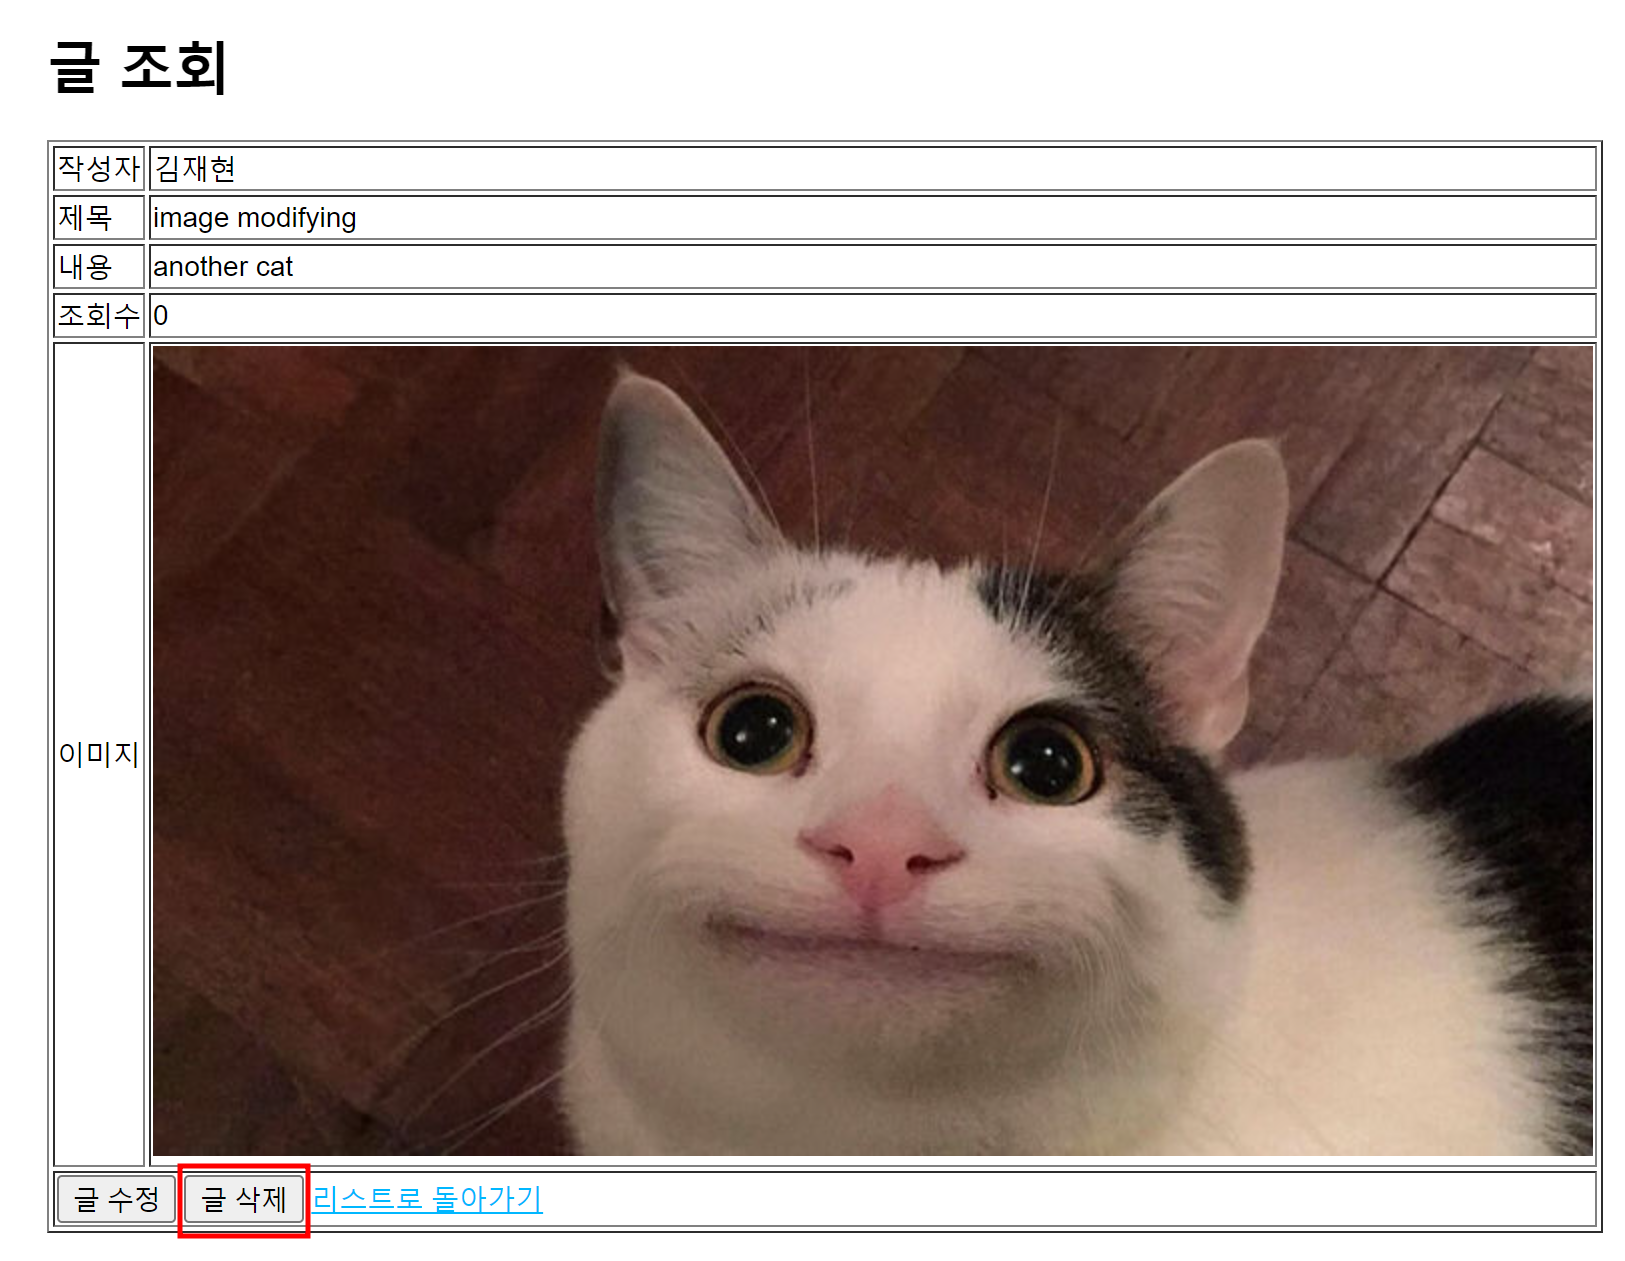 글 조회
작성자 김재현
제목 image modifying
내용 another cat
조회수 0
이미지
글 수정 글 삭제 리스트로 돌아가기